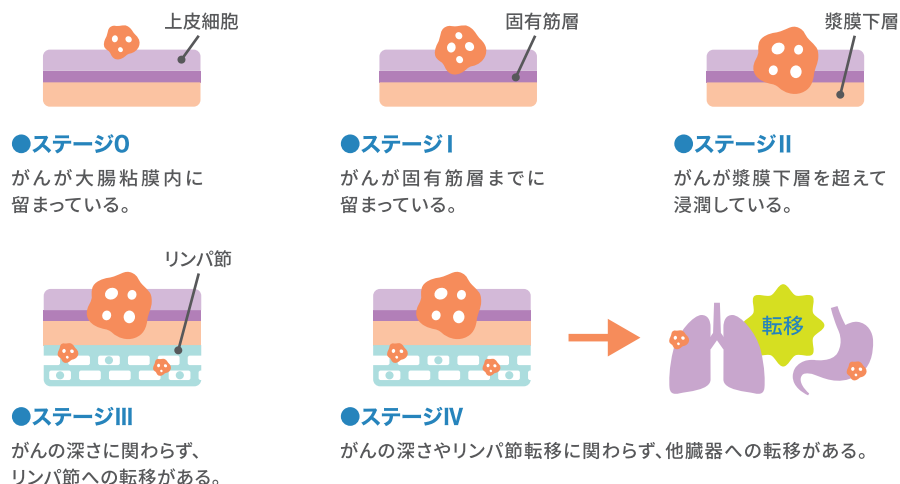 上皮細胞
固有筋層
漿膜下層
●ステージ0
●ステージⅠ
●ステージⅡ
がんが大腸粘膜内に
留まっている。
がんが固有筋層までに
留まっている。
がんが漿膜下層を超えて
浸潤している。
リンパ節
転移
●ステージⅢ
●ステージⅣ
がんの深さに関わらず、
リンパ節への転移がある。
がんの深さやリンパ節転移に関わらず、他臓器への転移がある。